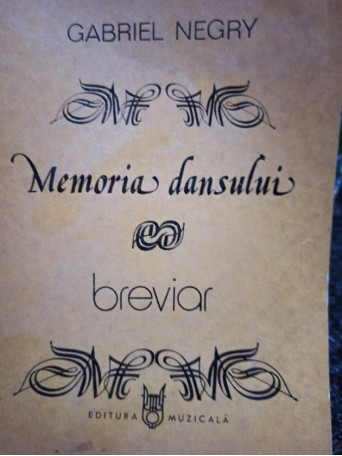 GABRIEL NEGRY
Memoria dansului
breviar
EDITURA MUZICALĂ